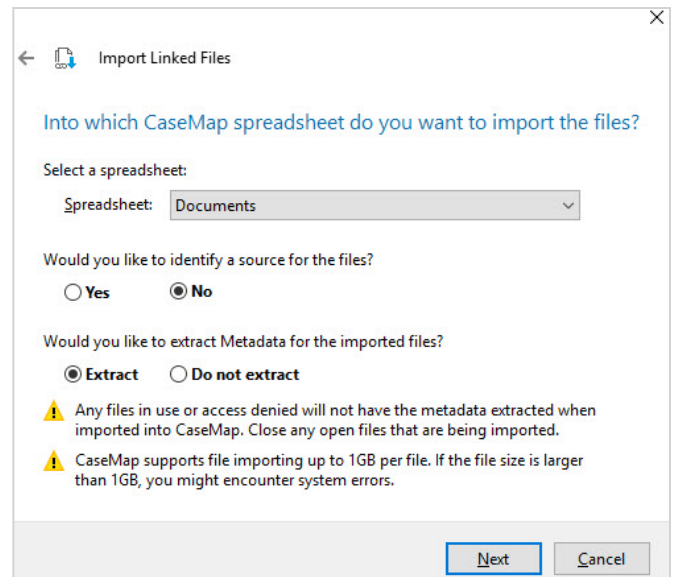 Import Linked Files
Into which CaseMap spreadsheet do you want to import the files?
Select a spreadsheet:
Spreadsheet: Documents
Would you like to identify a source for the files?
Yes No
Would you like to extract Metadata for the imported files?
Extract Do not extract
Any files in use or access denied will not have the metadata extracted when
imported into CaseMap. Close any open files that are being imported.
CaseMap supports file importing up to 1GB per file. If the file size is larger
than 1GB, you might encounter system errors.
Next Cancel